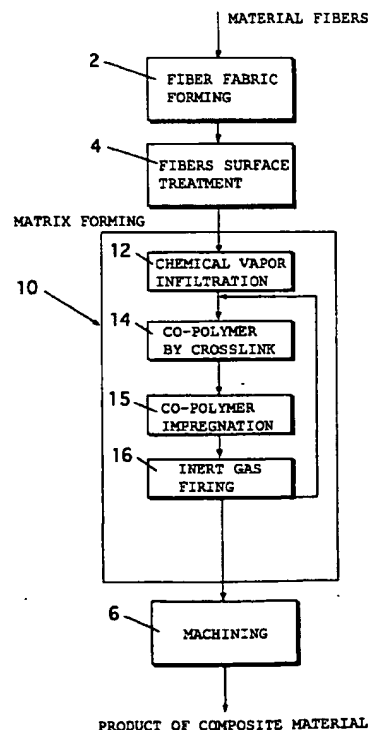 MATERIAL FIBERS
2
FIBER FABRIC
FORMING
4
FIBERS SURFACE
TREATMENT
MATRIX FORMING
10
12
CHEMICAL VAPOR
INFILTRATION
14
CO-POLYMER
BY CROSSLINK
15
CO-POLYMER
IMPREGNATION
16
INERT GAS
FIRING
6
MACHINING
PRODUCT OF COMPOSITE MATERIAL